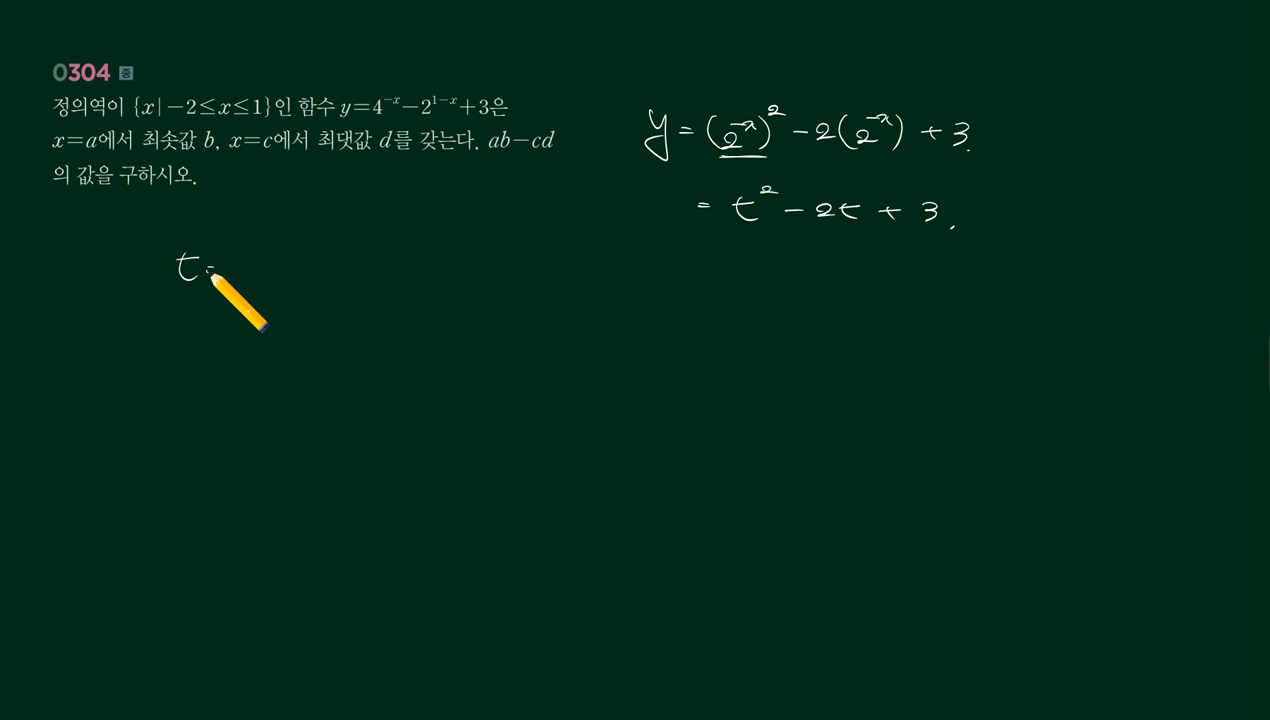 0304 중
정의역이 {x|−2≤x≤1}인 함수 y=4^{−x}−2^{1−x}+3은
x=a에서 최솟값 b, x=c에서 최댓값 d를 갖는다. ab−cd
의 값을 구하시오.
y = (2^{−x})^2 − 2(2^{−x}) + 3.
= t^2 − 2t + 3.
t=